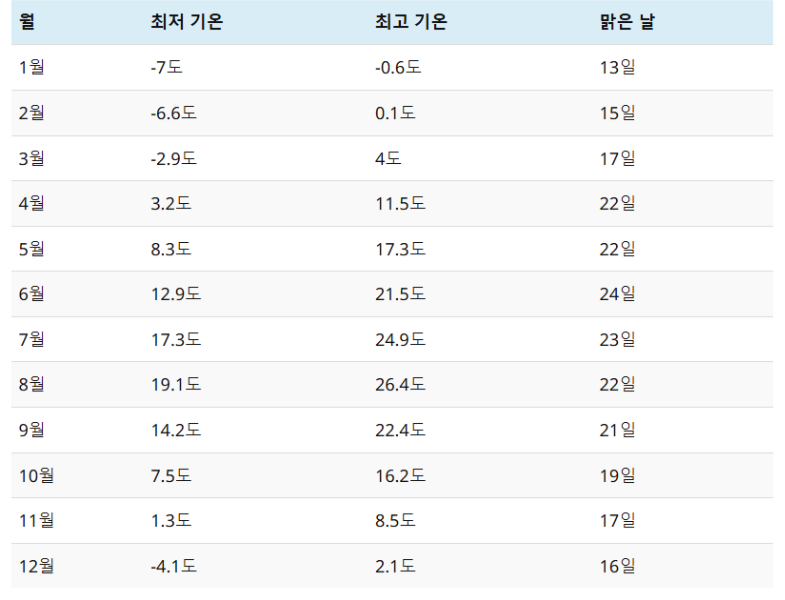 월 최저 기온 최고 기온 맑은 날
1월 -7도 -0.6도 13일
2월 -6.6도 0.1도 15일
3월 -2.9도 4도 17일
4월 3.2도 11.5도 22일
5월 8.3도 17.3도 22일
6월 12.9도 21.5도 24일
7월 17.3도 24.9도 23일
8월 19.1도 26.4도 22일
9월 14.2도 22.4도 21일
10월 7.5도 16.2도 19일
11월 1.3도 8.5도 17일
12월 -4.1도 2.1도 16일